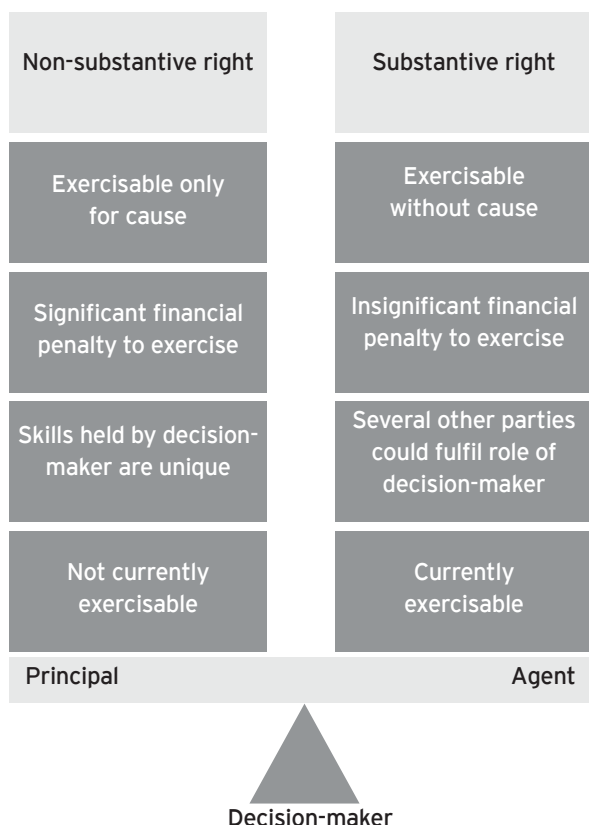 Non-substantive right
Substantive right
Exercisable only
for cause
Exercisable
without cause
Significant financial
penalty to exercise
Insignificant financial
penalty to exercise
Skills held by decision-
maker are unique
Several other parties
could fulfil role of
decision-maker
Not currently
exercisable
Currently
exercisable
Principal
Agent
Decision-maker